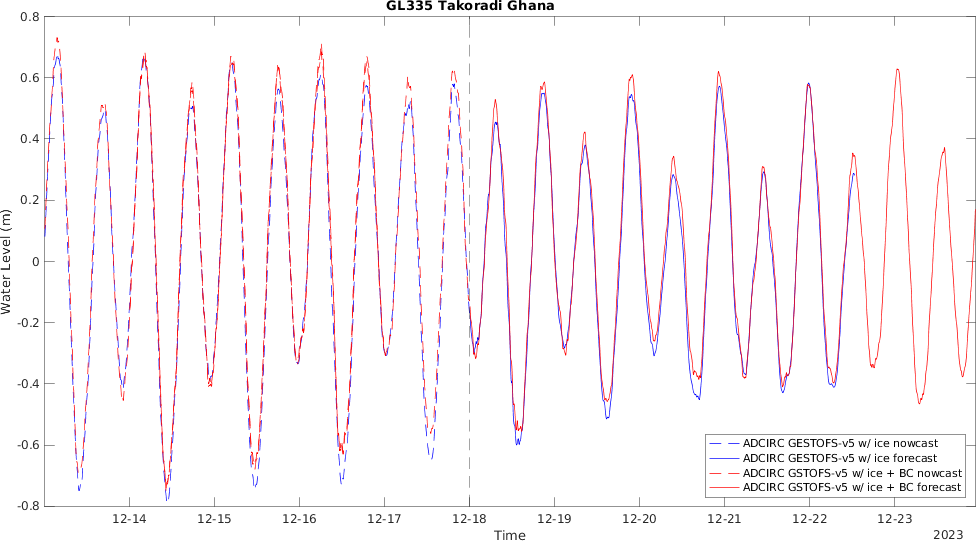 GL335 Takoradi Ghana
0.8
0.6
0.4
0.2
0
-0.2
-0.4
-0.6
-0.8
Water Level (m)
ADCIRC GESTOFS-v5 w/ ice nowcast
ADCIRC GESTOFS-v5 w/ ice forecast
ADCIRC GSTOFS-v5 w/ ice + BC nowcast
ADCIRC GSTOFS-v5 w/ ice + BC forecast
12-14 12-15 12-16 12-17 12-18 12-19 12-20 12-21 12-22 12-23
Time
2023